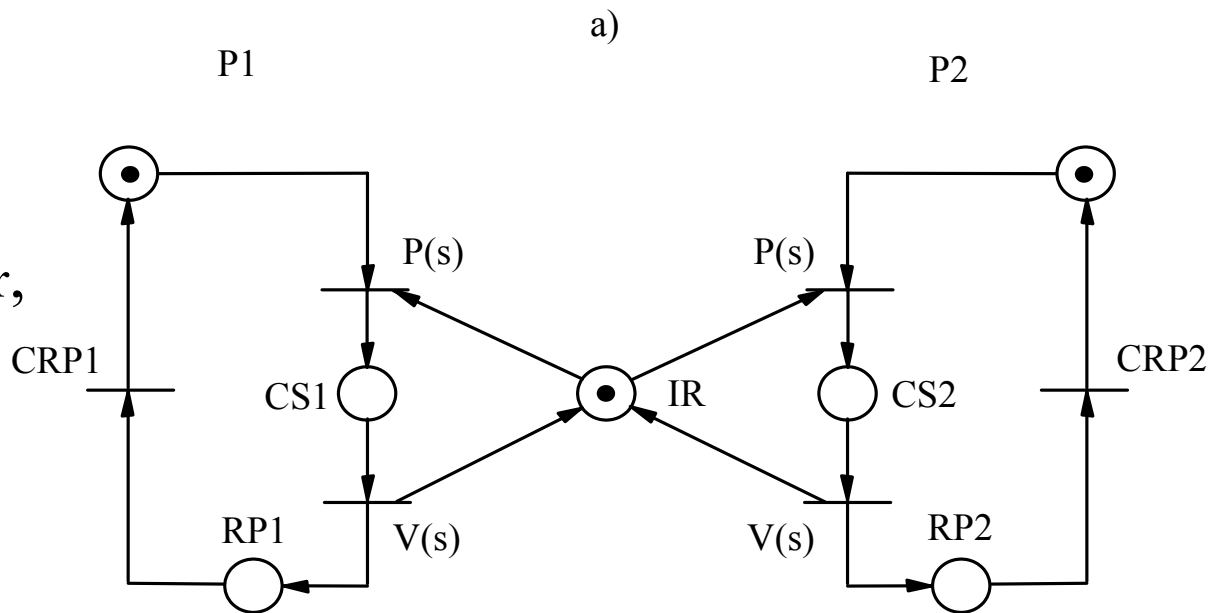 a)
P1
P2
P(s)
P(s)
r,
CRP1
CRP2
CS1
IR
CS2
RP1
V(s)
V(s)
RP2